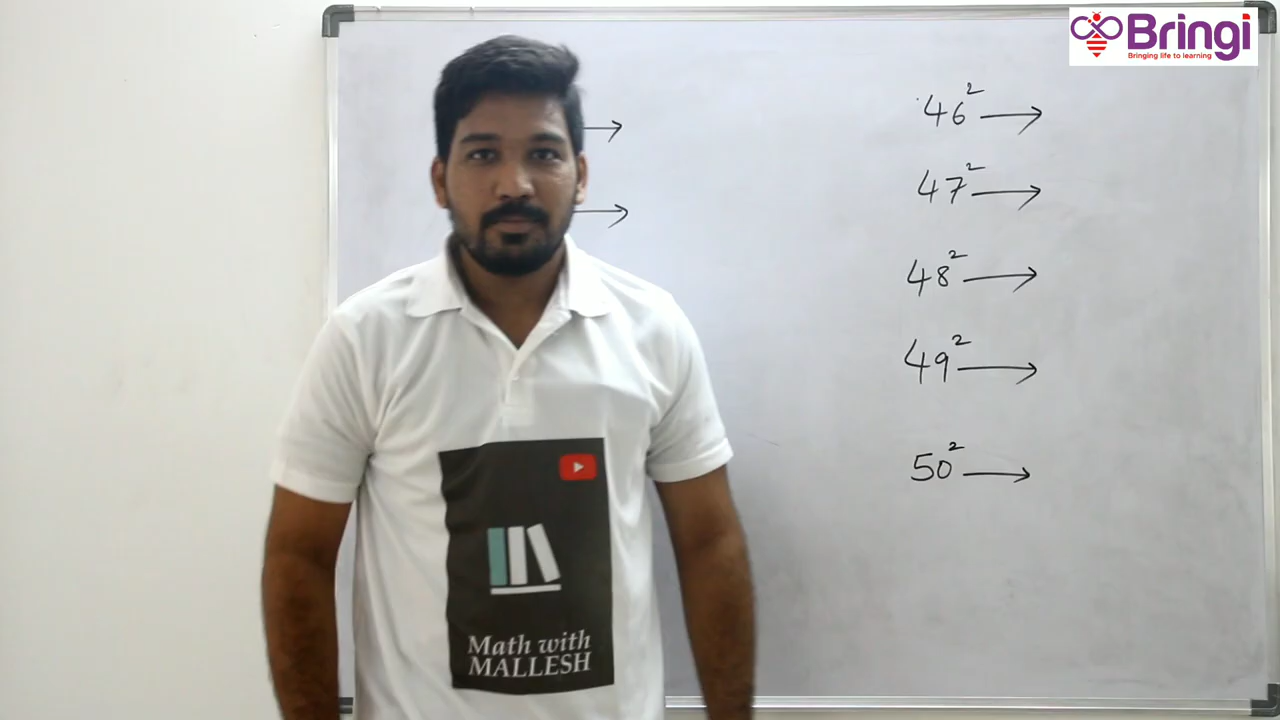 Bringi
Bringing life to learning
46² →
47² →
48² →
49² →
50² →
Math with
MALLESH